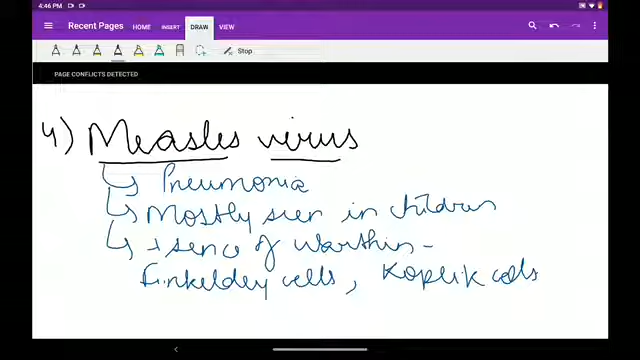 4:46 PM
Recent Pages HOME INSERT DRAW VIEW
Stop
PAGE CONFLICTS DETECTED
4) Measles virus
Pneumonia
Mostly seen in children
+sence of Warthin -
Finkeldey cells, Koplik cells